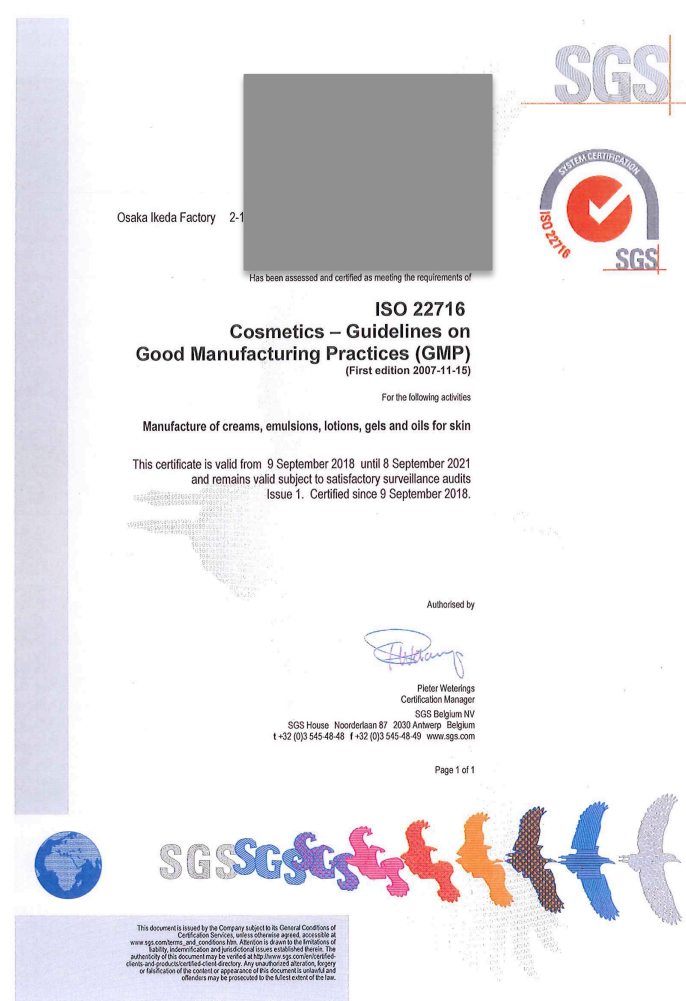 SGS
SYSTEM CERTIFICATION
ISO 22716
SGS
Osaka Ikeda Factory 2-1
Has been assessed and certified as meeting the requirements of
ISO 22716
Cosmetics – Guidelines on
Good Manufacturing Practices (GMP)
(First edition 2007-11-15)
For the following activities
Manufacture of creams, emulsions, lotions, gels and oils for skin
This certificate is valid from 9 September 2018 until 8 September 2021
and remains valid subject to satisfactory surveillance audits
Issue 1. Certified since 9 September 2018.
Authorised by
Pieter Weterings
Certification Manager
SGS Belgium NV
SGS House Noorderlaan 87 2030 Antwerp Belgium
t +32 (0)3 545-48-48 f +32 (0)3 545-48-49 www.sgs.com
Page 1 of 1
SGSSGSSGS
This document is issued by the Company subject to its General Conditions of
Certification Services, unless otherwise agreed, accessible at
www.sgs.com/terms_and_conditions.htm. Attention is drawn to the limitations of
liability, indemnification and jurisdictional issues established therein. The
authenticity of this document may be verified at http://www.sgs.com/en/certified-
clients-and-products/certified-client-directory. Any unauthorized alteration, forgery
or falsification of the content or appearance of this document is unlawful and
offenders may be prosecuted to the fullest extent of the law.